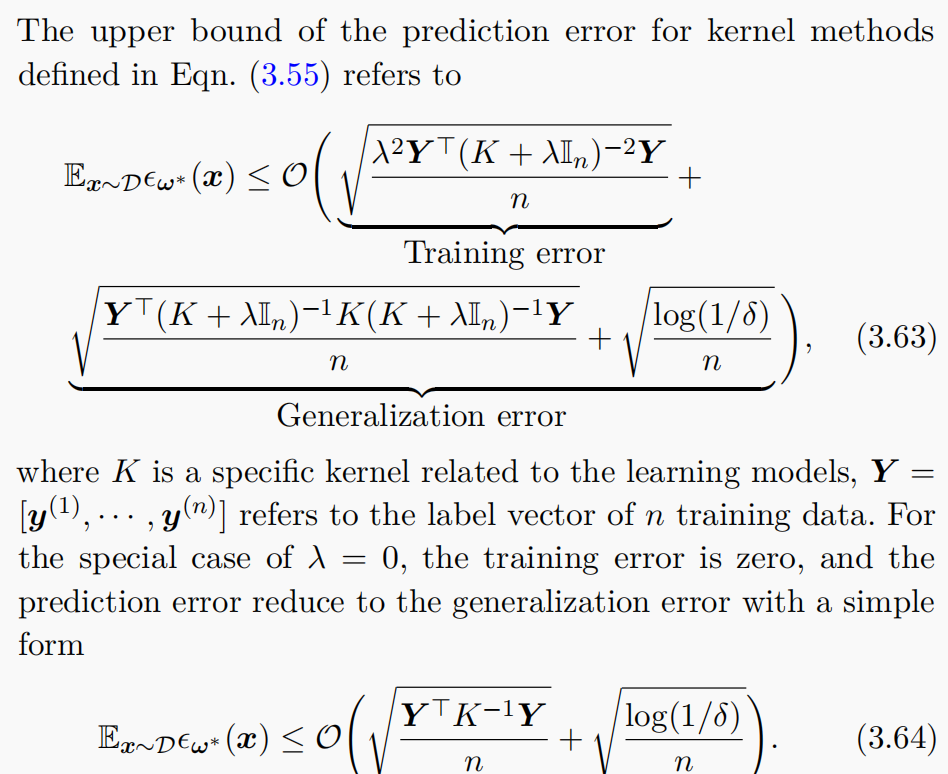 The upper bound of the prediction error for kernel methods
defined in Eqn. (3.55) refers to
$\mathbb{E}_{\boldsymbol{x}\sim\mathcal{D}}\epsilon_{\boldsymbol{\omega}^*}(\boldsymbol{x}) \leq \mathcal{O}\Bigg(\underbrace{\sqrt{\frac{\lambda^2 \boldsymbol{Y}^\top (K+\lambda\mathbb{I}_n)^{-2}\boldsymbol{Y}}{n}}}_{\text{Training error}} +$
$\underbrace{\sqrt{\frac{\boldsymbol{Y}^\top (K+\lambda\mathbb{I}_n)^{-1}K(K+\lambda\mathbb{I}_n)^{-1}\boldsymbol{Y}}{n}} + \sqrt{\frac{\log(1/\delta)}{n}}}_{\text{Generalization error}}\Bigg), \quad (3.63)$
where $K$ is a specific kernel related to the learning models, $\boldsymbol{Y} =$
$[\boldsymbol{y}^{(1)}, \cdots, \boldsymbol{y}^{(n)}]$ refers to the label vector of $n$ training data. For
the special case of $\lambda = 0$, the training error is zero, and the
prediction error reduce to the generalization error with a simple
form
$\mathbb{E}_{\boldsymbol{x}\sim\mathcal{D}}\epsilon_{\boldsymbol{\omega}^*}(\boldsymbol{x}) \leq \mathcal{O}\Bigg(\sqrt{\frac{\boldsymbol{Y}^\top K^{-1}\boldsymbol{Y}}{n}} + \sqrt{\frac{\log(1/\delta)}{n}}\Bigg). \quad (3.64)$